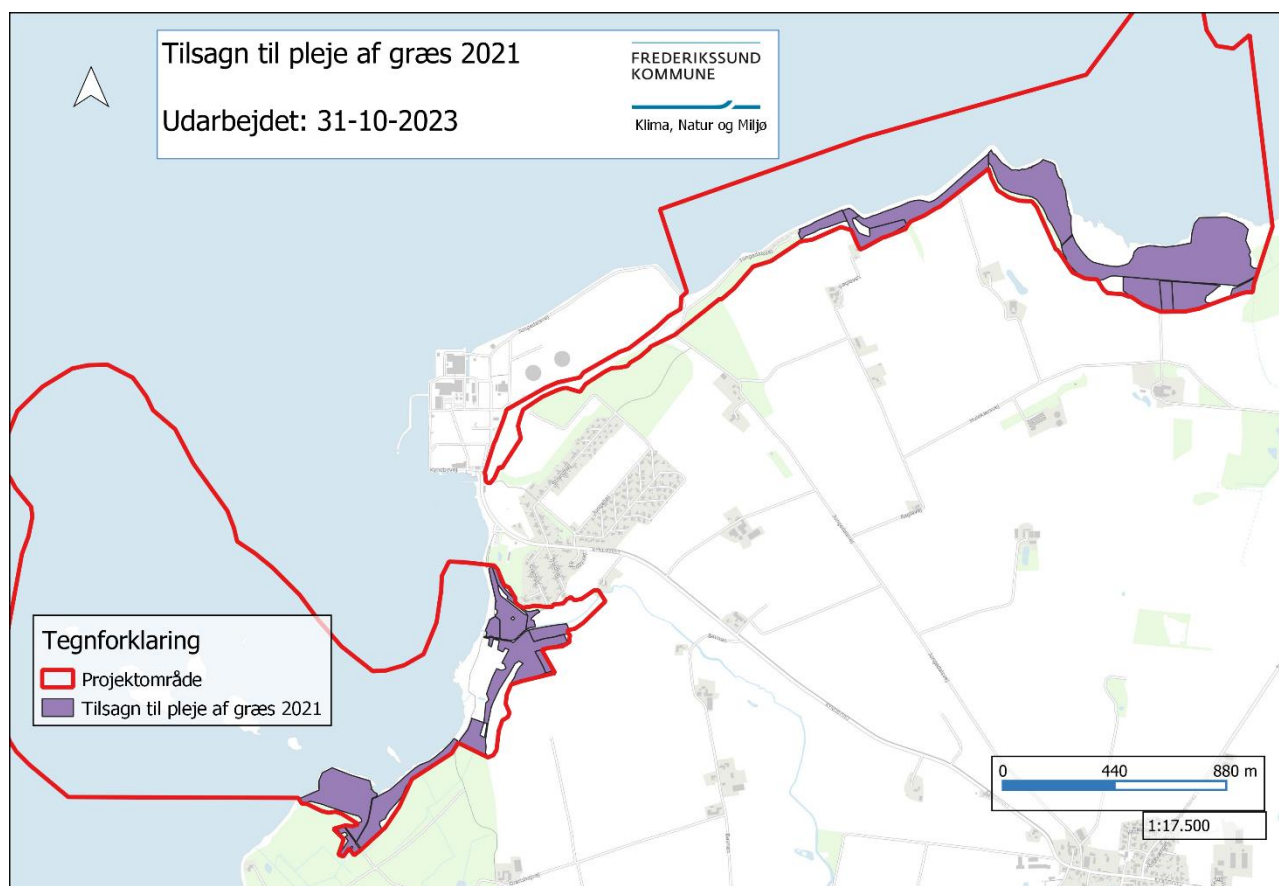 Tilsagn til pleje af græs 2021
Udarbejdet: 31-10-2023
FREDERIKSSUND
KOMMUNE
Klima, Natur og Miljø
Tegnforklaring
Projektområde
Tilsagn til pleje af græs 2021
0 440 880 m
1:17.500